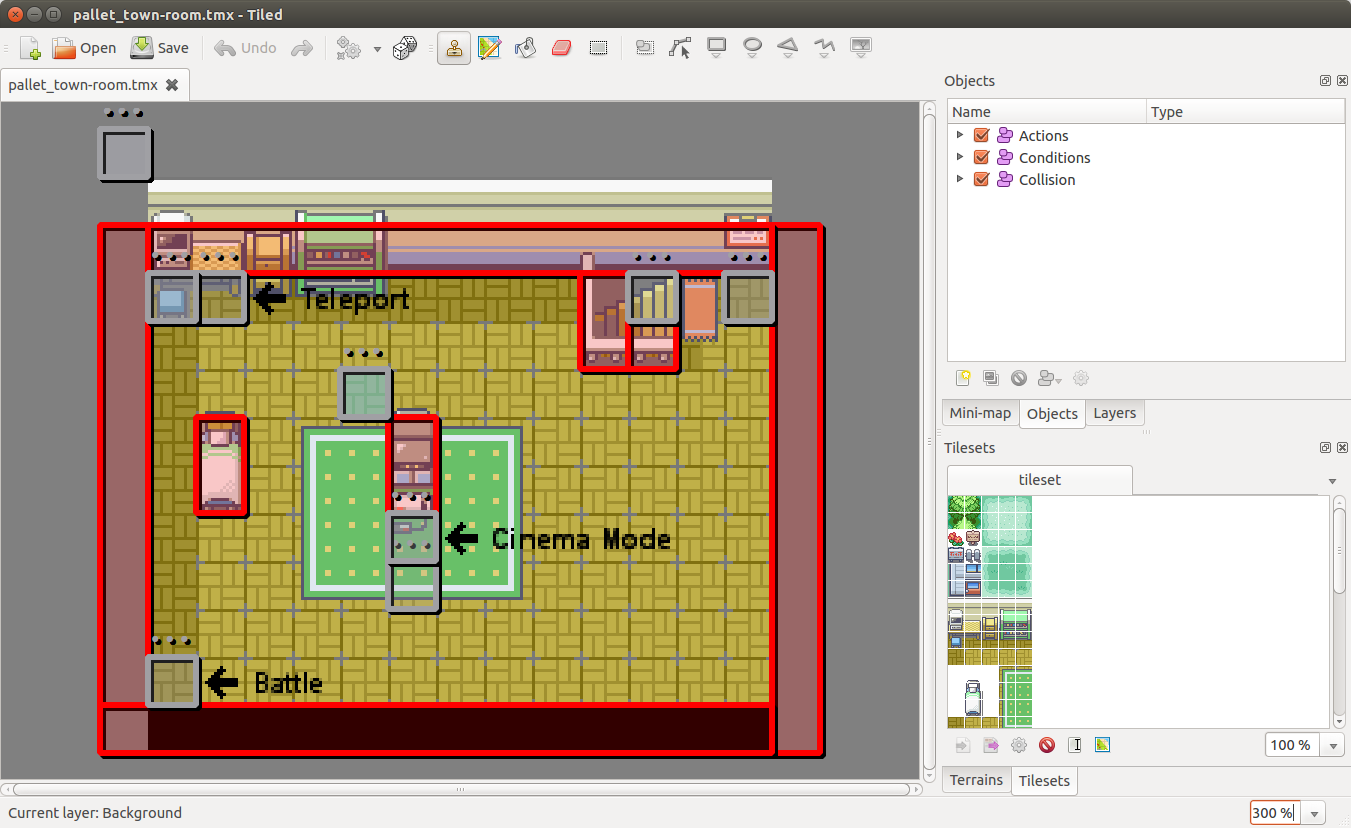 pallet_town-room.tmx - Tiled
Open
Save
Undo
pallet_town-room.tmx
Objects
Name
Type
Actions
Conditions
Collision
Teleport
Cinema Mode
Battle
Mini-map
Objects
Layers
Tilesets
tileset
100 %
Terrains
Tilesets
Current layer: Background
300 %